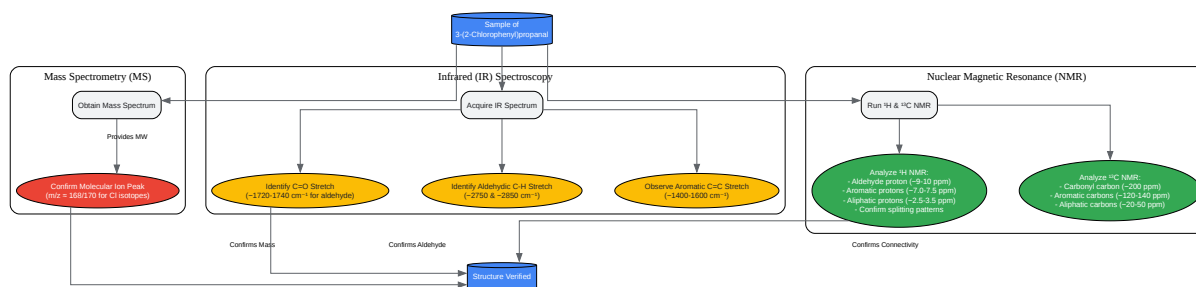 Sample of
3-(2-Chlorophenyl)propanal
Mass Spectrometry (MS)
Infrared (IR) Spectroscopy
Nuclear Magnetic Resonance (NMR)
Obtain Mass Spectrum
Acquire IR Spectrum
Run ¹H & ¹³C NMR
Provides MW
Confirm Molecular Ion Peak
(m/z = 168/170 for Cl isotopes)
Identify C=O Stretch
(~1720-1740 cm⁻¹ for aldehyde)
Identify Aldehydic C-H Stretch
(~2750 & ~2850 cm⁻¹)
Observe Aromatic C=C Stretch
(~1400-1600 cm⁻¹)
Analyze ¹H NMR:
- Aldehyde proton (~9-10 ppm)
- Aromatic protons (~7.0-7.5 ppm)
- Aliphatic protons (~2.5-3.5 ppm)
- Confirm splitting patterns
Analyze ¹³C NMR:
- Carbonyl carbon (~200 ppm)
- Aromatic carbons (~120-140 ppm)
- Aliphatic carbons (~20-50 ppm)
Confirms Mass
Confirms Aldehyde
Confirms Connectivity
Structure Verified